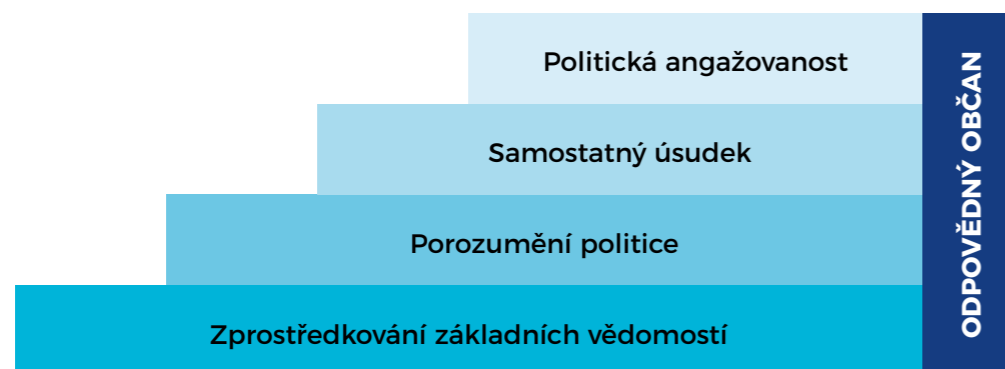 Politická angažovanost
Samostatný úsudek
Porozumění politice
Zprostředkování základních vědomostí
ODPOVĚDNÝ OBČAN